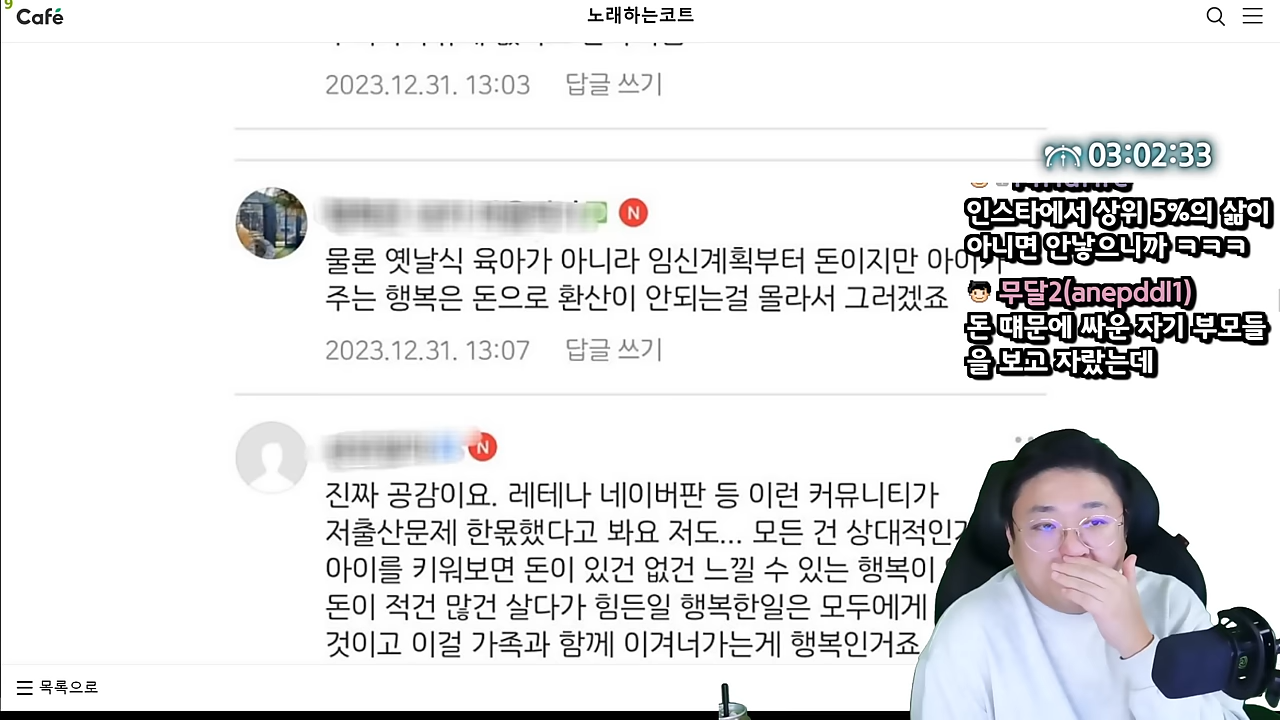 9
Café
노래하는코트
2023.12.31. 13:03 답글 쓰기
03:02:33
N
인스타에서 상위 5%의 삶이
아니면 안낳으니까 ㅋㅋㅋ
물론 옛날식 육아가 아니라 임신계획부터 돈이지만 아이가
주는 행복은 돈으로 환산이 안되는걸 몰라서 그러겠죠
무달2(anepddl1)
돈 떄문에 싸운 자기 부모들
을 보고 자랐는데
2023.12.31. 13:07 답글 쓰기
N
진짜 공감이요. 레테나 네이버판 등 이런 커뮤니티가
저출산문제 한몫했다고 봐요 저도... 모든 건
아이를 키워보면 돈이 있건 없건 느낄 수 있는 행복이
돈이 적건 많건 살다가 힘든일 행복한일은 모두에게
것이고 이걸 가족과 함께 이겨너가는게 행복인거죠
목록으로